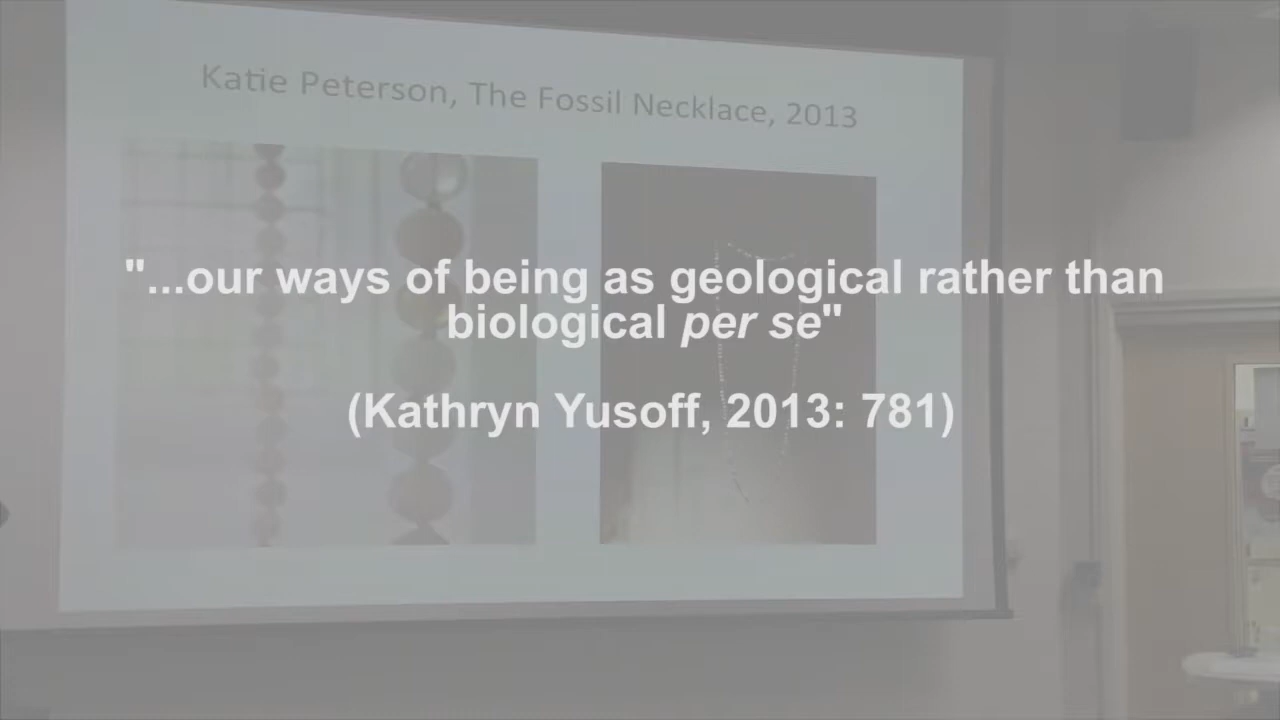 Katie Peterson, The Fossil Necklace, 2013
"...our ways of being as geological rather than
biological per se"
(Kathryn Yusoff, 2013: 781)